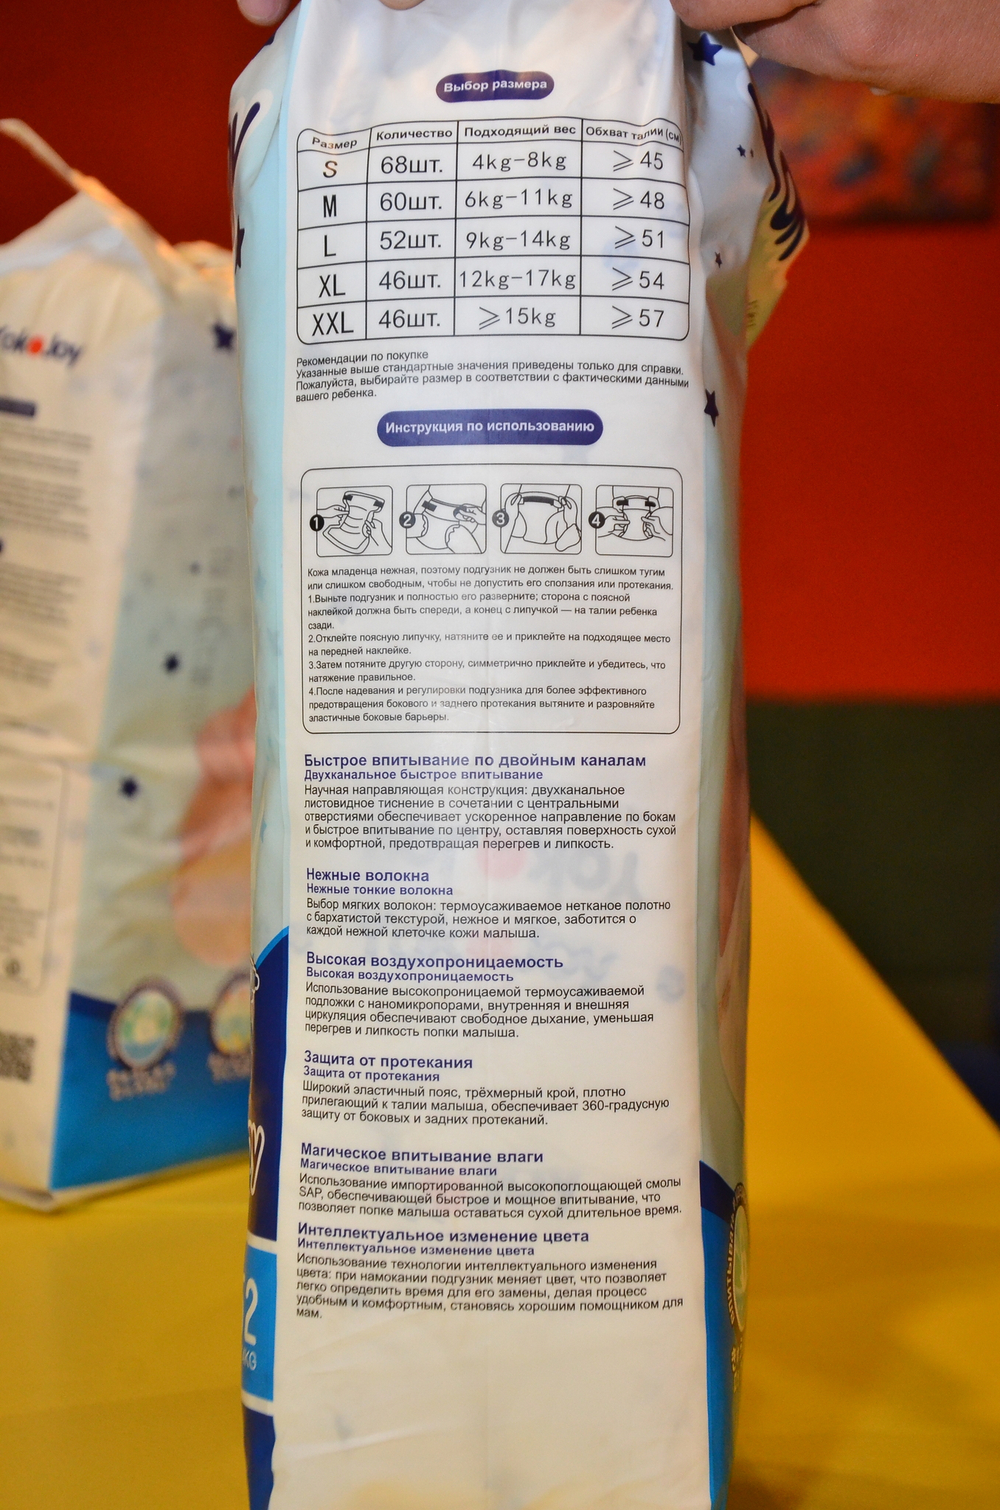 Выбор размера
Размер Количество Подходящий вес Обхват талии (см)
S 68шт. 4kg-8kg ⩾45
M 60шт. 6kg-11kg ⩾48
L 52шт. 9kg-14kg ⩾51
XL 46шт. 12kg-17kg ⩾54
XXL 46шт. ⩾15kg ⩾57
Рекомендации по покупке
Указанные выше стандартные значения приведены только для справки.
Пожалуйста, выбирайте размер в соответствии с фактическими данными
вашего ребенка.
Инструкция по использованию
1 2 3 4
Кожа младенца нежная, поэтому подгузник не должен быть слишком тугим
или слишком свободным, чтобы не допустить его сползания или протекания.
1.Выньте подгузник и полностью его разверните; сторона с поясной
наклейкой должна быть спереди, а конец с липучкой — на талии ребенка
сзади.
2.Отклейте поясную липучку, натяните ее и приклейте на подходящее место
на передней наклейке.
3.Затем потяните другую сторону, симметрично приклейте и убедитесь, что
натяжение правильное.
4.После надевания и регулировки подгузника для более эффективного
предотвращения бокового и заднего протекания вытяните и разровняйте
эластичные боковые барьеры.
Быстрое впитывание по двойным каналам
Двухканальное быстрое впитывание
Научная направляющая конструкция: двухканальное
листовидное тиснение в сочетании с центральными
отверстиями обеспечивает ускоренное направление по бокам
и быстрое впитывание по центру, оставляя поверхность сухой
и комфортной, предотвращая перегрев и липкость.
Нежные волокна
Нежные тонкие волокна
Выбор мягких волокон: термоусаживаемое нетканое полотно
с бархатистой текстурой, нежное и мягкое, заботится о
каждой нежной клеточке кожи малыша.
Высокая воздухопроницаемость
Высокая воздухопроницаемость
Использование высокопроницаемой термоусаживаемой
подложки с наномикропорами, внутренняя и внешняя
циркуляция обеспечивают свободное дыхание, уменьшая
перегрев и липкость попки малыша.
Защита от протекания
Защита от протекания
Широкий эластичный пояс, трёхмерный крой, плотно
прилегающий к талии малыша, обеспечивает 360-градусную
защиту от боковых и задних протеканий.
Магическое впитывание влаги
Магическое впитывание влаги
Использование импортированной высокопоглощающей смолы
SAP, обеспечивающей быстрое и мощное впитывание, что
позволяет попке малыша оставаться сухой длительное время.
Интеллектуальное изменение цвета
Интеллектуальное изменение цвета
Использование технологии интеллектуального изменения
цвета: при намокании подгузник меняет цвет, что позволяет
легко определить время для его замены, делая процесс
удобным и комфортным, становясь хорошим помощником для
мам.